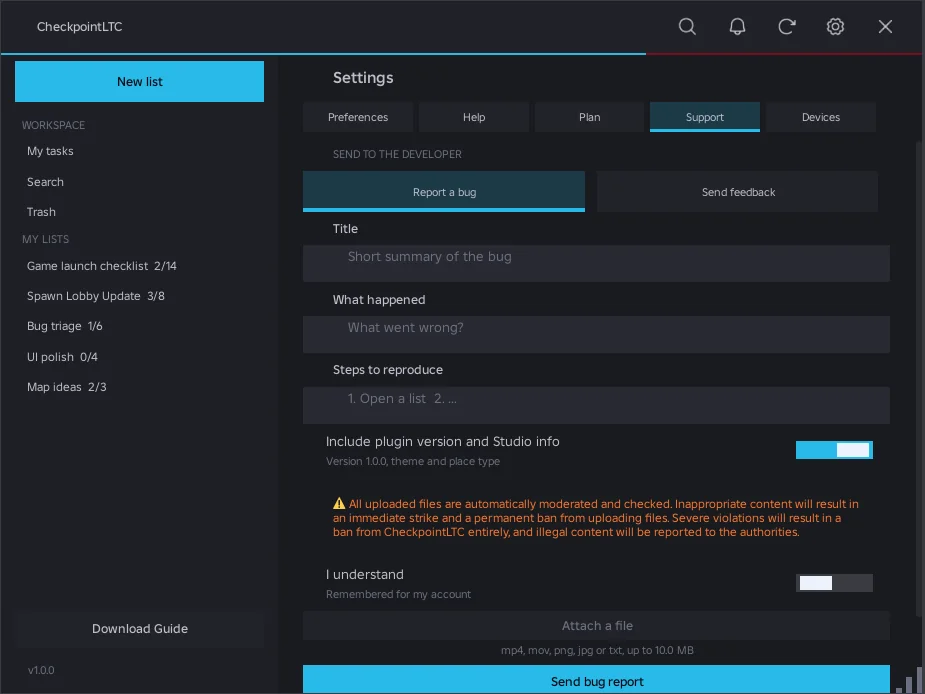 CheckpointLTC
New list
WORKSPACE
My tasks
Search
Trash
MY LISTS
Game launch checklist 2/14
Spawn Lobby Update 3/8
Bug triage 1/6
UI polish 0/4
Map ideas 2/3
Download Guide
v1.0.0
Settings
Preferences
Help
Plan
Support
Devices
SEND TO THE DEVELOPER
Report a bug
Send feedback
Title
Short summary of the bug
What happened
What went wrong?
Steps to reproduce
1. Open a list 2. ...
Include plugin version and Studio info
Version 1.0.0, theme and place type
⚠ All uploaded files are automatically moderated and checked. Inappropriate content will result in
an immediate strike and a permanent ban from uploading files. Severe violations will result in a
ban from CheckpointLTC entirely, and illegal content will be reported to the authorities.
I understand
Remembered for my account
Attach a file
mp4, mov, png, jpg or txt, up to 10.0 MB
Send bug report